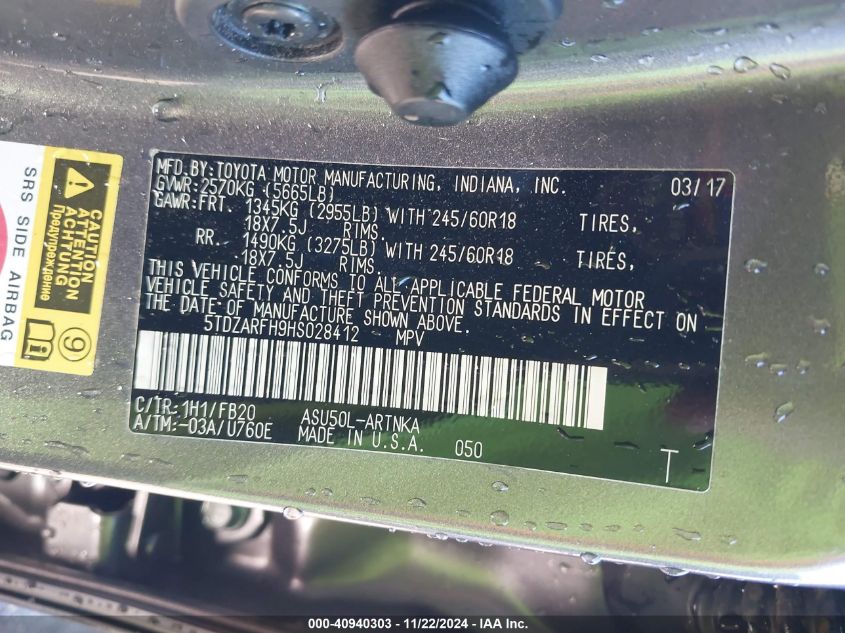 MFD.BY:TOYOTA MOTOR MANUFACTURING, INDIANA, INC. 03/17
GVWR:2570KG (5665LB)
GAWR:FRT. 1345KG (2955LB) WITH 245/60R18 TIRES,
18X7.5J RIMS.
RR. 1490KG (3275LB) WITH 245/60R18 TIRES,
18X7.5J RIMS.
THIS VEHICLE CONFORMS TO ALL APPLICABLE FEDERAL MOTOR
VEHICLE SAFETY AND THEFT PREVENTION STANDARDS IN EFFECT ON
THE DATE OF MANUFACTURE SHOWN ABOVE.
5TDZARFH9HS028412 MPV
C/TR:1H1/FB20 ASU50L-ARTNKA
A/TM:-03A/U760E MADE IN U.S.A. 050
T
SRS SIDE AIRBAG
CAUTION
ATTENTION
ACHTUNG
Предупреждение
9
000-40940303 - 11/22/2024 - IAA Inc.